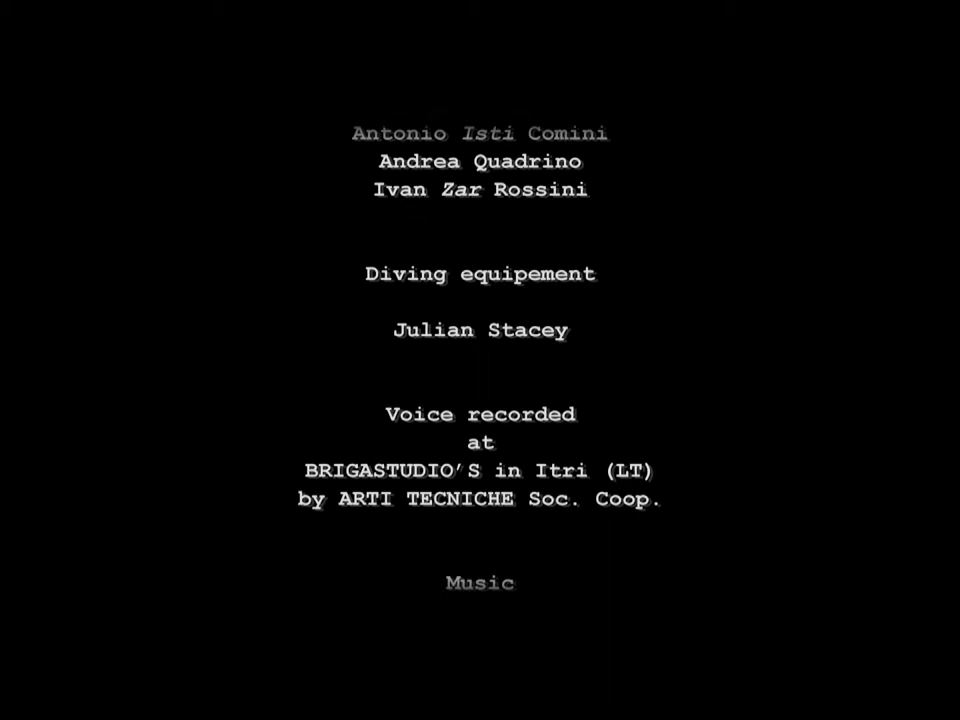 Antonio Isti Comini
Andrea Quadrino
Ivan Zar Rossini
Diving equipement
Julian Stacey
Voice recorded
at
BRIGASTUDIO'S in Itri (LT)
by ARTI TECNICHE Soc. Coop.
Music